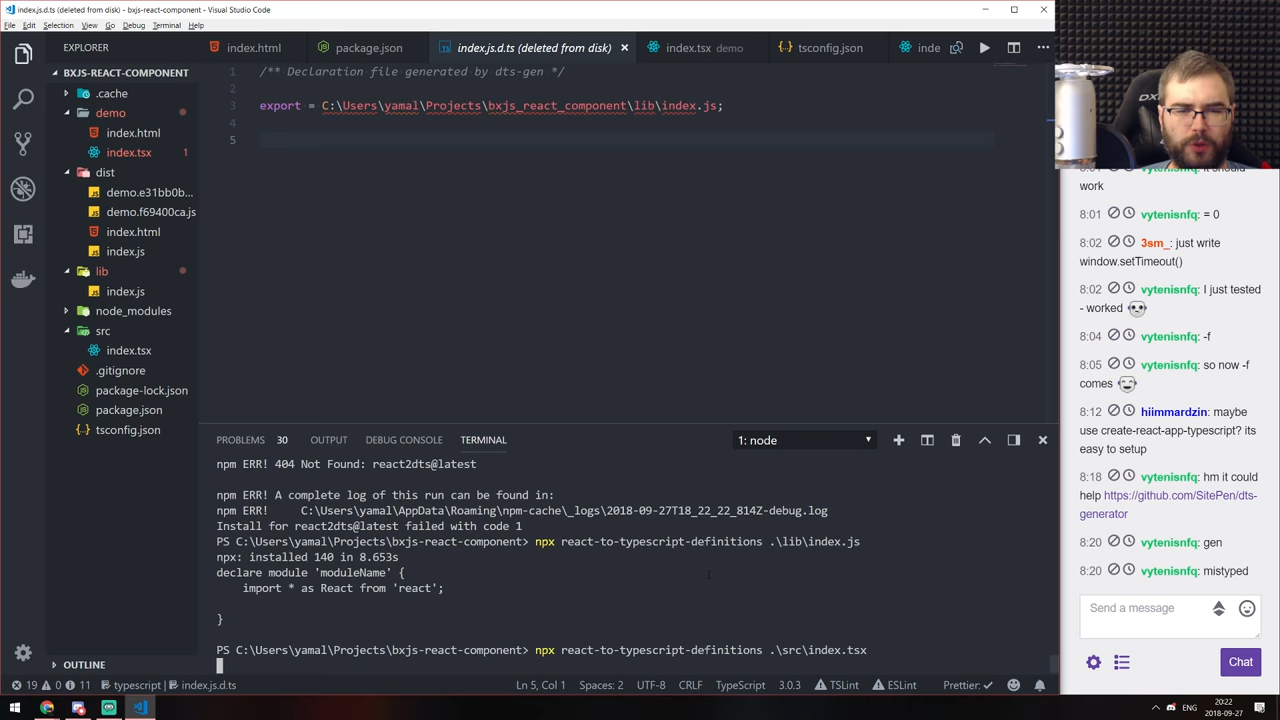 index.js.d.ts (deleted from disk) - bxjs-react-component - Visual Studio Code
File Edit Selection View Go Debug Terminal Help
EXPLORER
index.html
package.json
index.js.d.ts (deleted from disk)
index.tsx demo
tsconfig.json
inde
BXJS-REACT-COMPONENT
.cache
demo
index.html
index.tsx 1
dist
demo.e31bb0b...
demo.f69400ca.js
index.html
index.js
lib
index.js
node_modules
src
index.tsx
.gitignore
package-lock.json
package.json
tsconfig.json
OUTLINE
1 /** Declaration file generated by dts-gen */
2
3 export = C:\Users\yamal\Projects\bxjs_react_component\lib\index.js;
4
5
PROBLEMS 30 OUTPUT DEBUG CONSOLE TERMINAL 1: node
npm ERR! 404 Not Found: react2dts@latest
npm ERR! A complete log of this run can be found in:
npm ERR! C:\Users\yamal\AppData\Roaming\npm-cache\_logs\2018-09-27T18_22_22_814Z-debug.log
Install for react2dts@latest failed with code 1
PS C:\Users\yamal\Projects\bxjs-react-component> npx react-to-typescript-definitions .\lib\index.js
npx: installed 140 in 8.653s
declare module 'moduleName' {
import * as React from 'react';
}
PS C:\Users\yamal\Projects\bxjs-react-component> npx react-to-typescript-definitions .\src\index.tsx
19 0 11 typescript | index.js.d.ts
Ln 5, Col 1 Spaces: 2 UTF-8 CRLF TypeScript 3.0.3 TSLint ESLint Prettier:
work
8:01 vytenisnfq: = 0
8:02 3sm_: just write
window.setTimeout()
8:02 vytenisnfq: I just tested
- worked
8:04 vytenisnfq: -f
8:05 vytenisnfq: so now -f
comes
8:12 hiimmardzin: maybe
use create-react-app-typescript? its
easy to setup
8:18 vytenisnfq: hm it could
help https://github.com/SitePen/dts-
generator
8:20 vytenisnfq: gen
8:20 vytenisnfq: mistyped
Send a message
Chat
ENG
20:22
2018-09-27